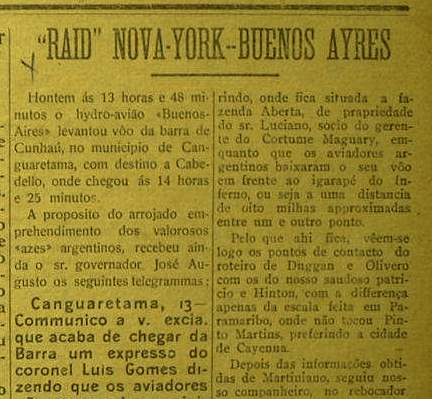 "RAID" NOVA-YORK--BUENOS AYRES
Hontem ás 13 horas e 48 mi-
nutos o hydro-avião «Buenos-
Aires» levantou vôo da barra de
Cunhaú, no municipio de Can-
guaretama, com destino a Cabe-
dello, onde chegou ás 14 horas
e 25 minutos.
A proposito do arrojado em-
prehendimento dos valorosos
«azes» argentinos, recebeu ain-
da o sr. governador José Au-
gusto os seguintes telegrammas:
Canguaretama, 13—
Communico a v. excia.
que acaba de chegar da
Barra um expresso do
coronel Luis Gomes di-
zendo que os aviadores
rindo, onde fica situada a fa-
zenda Aberta, de prapriedade
do sr. Luciano, socio do geren-
te do Cortume Maguary, em-
quanto que os aviadores ar-
gentinos baixaram o seu vôo
em frente ao igarapé do In-
ferno, ou seja a uma distancia
de oito milhas approximadas
entre um e outro ponto.
Pelo que ahi fica, vêem-se
logo os pontos de contacto do
roteiro de Duggan e Olivero
com os do nosso saudoso patri-
cio e Hinton, com a differença
apenas da escala feita em Pa-
ramaribo, onde não tocou Pin-
to Martins, preferindo a cidade
de Cayenna.
Depois das informações obti-
das de Martiniano, seguiu nos-
so companheiro, no rebocador